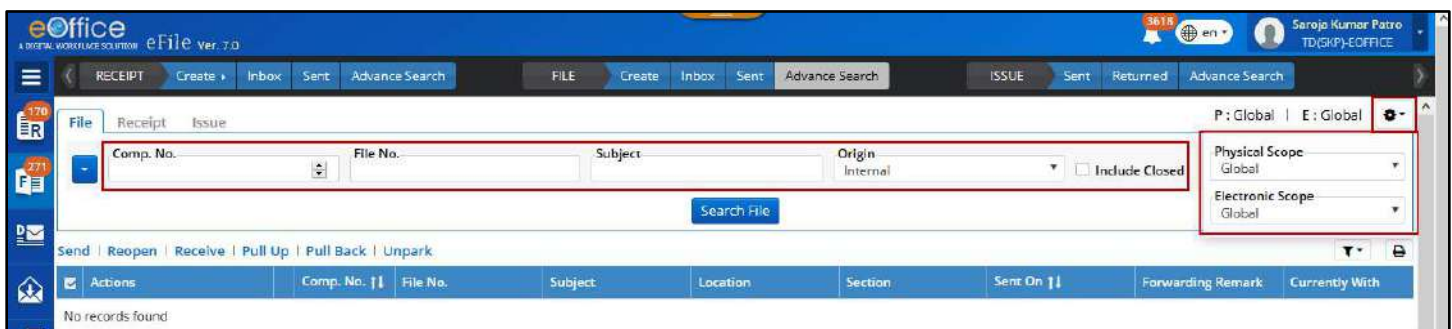 eOffice
A DIGITAL WORKPLACE SOLUTION eFile Ver. 7.0
3615
en
Saroja Kumar Patro
TD(SKP)-EOFFICE
RECEIPT Create Inbox Sent Advance Search FILE Create Inbox Sent Advance Search ISSUE Sent Returned Advance Search
170
R
File Receipt Issue
P : Global | E : Global
Comp. No. File No. Subject Origin
Internal
Include Closed
Physical Scope
Global
Electronic Scope
Global
271
F
Search File
D
Send | Reopen | Receive | Pull Up | Pull Back | Unpark
Actions Comp. No. File No. Subject Location Section Sent On Forwarding Remark Currently With
No records found